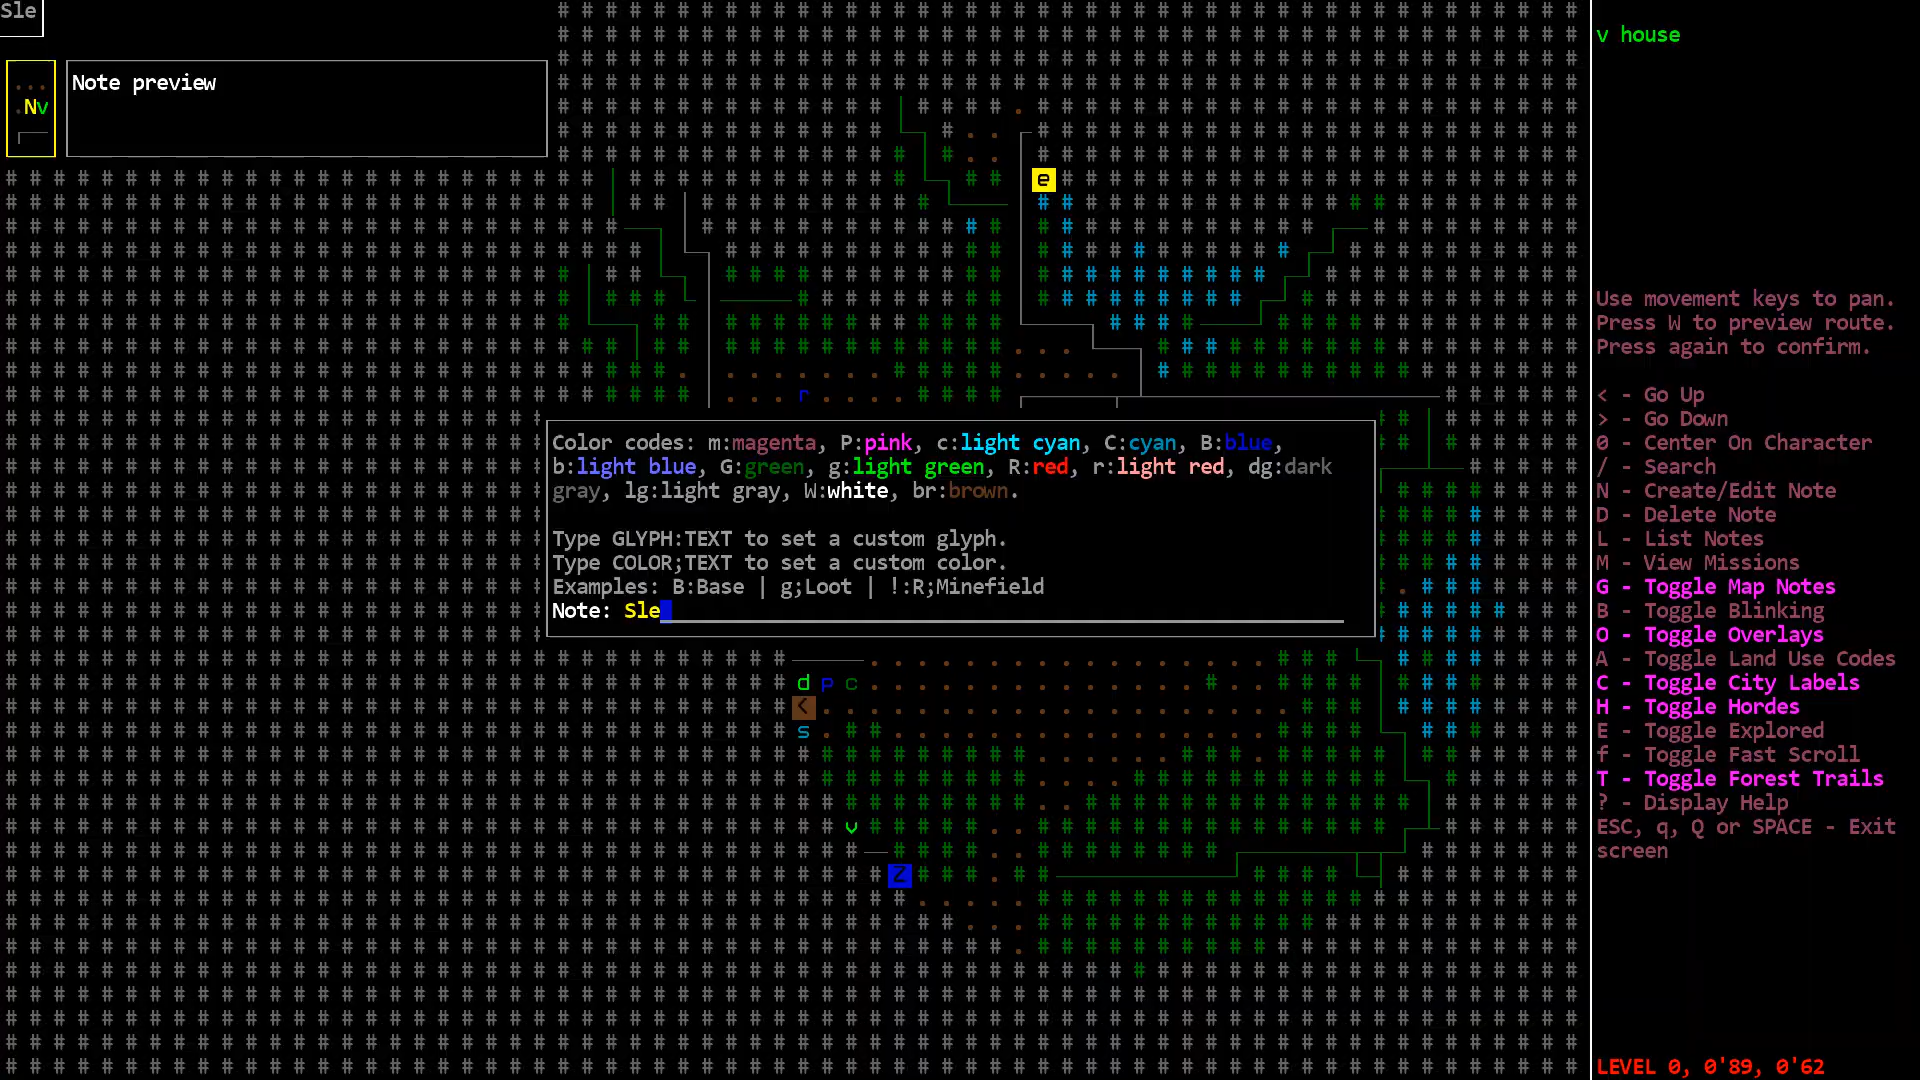 Sle
v house
Note preview
Nv
e
r
Color codes: m:magenta, P:pink, c:light cyan, C:cyan, B:blue,
b:light blue, G:green, g:light green, R:red, r:light red, dg:dark
gray, lg:light gray, W:white, br:brown.
Type GLYPH:TEXT to set a custom glyph.
Type COLOR;TEXT to set a custom color.
Examples: B:Base | g;Loot | !:R;Minefield
Note: Sle
d p c
<
s
v
Z
Use movement keys to pan.
Press W to preview route.
Press again to confirm.
< - Go Up
> - Go Down
0 - Center On Character
/ - Search
N - Create/Edit Note
D - Delete Note
L - List Notes
M - View Missions
G - Toggle Map Notes
B - Toggle Blinking
O - Toggle Overlays
A - Toggle Land Use Codes
C - Toggle City Labels
H - Toggle Hordes
E - Toggle Explored
f - Toggle Fast Scroll
T - Toggle Forest Trails
? - Display Help
ESC, q, Q or SPACE - Exit
screen
LEVEL 0, 0'89, 0'62